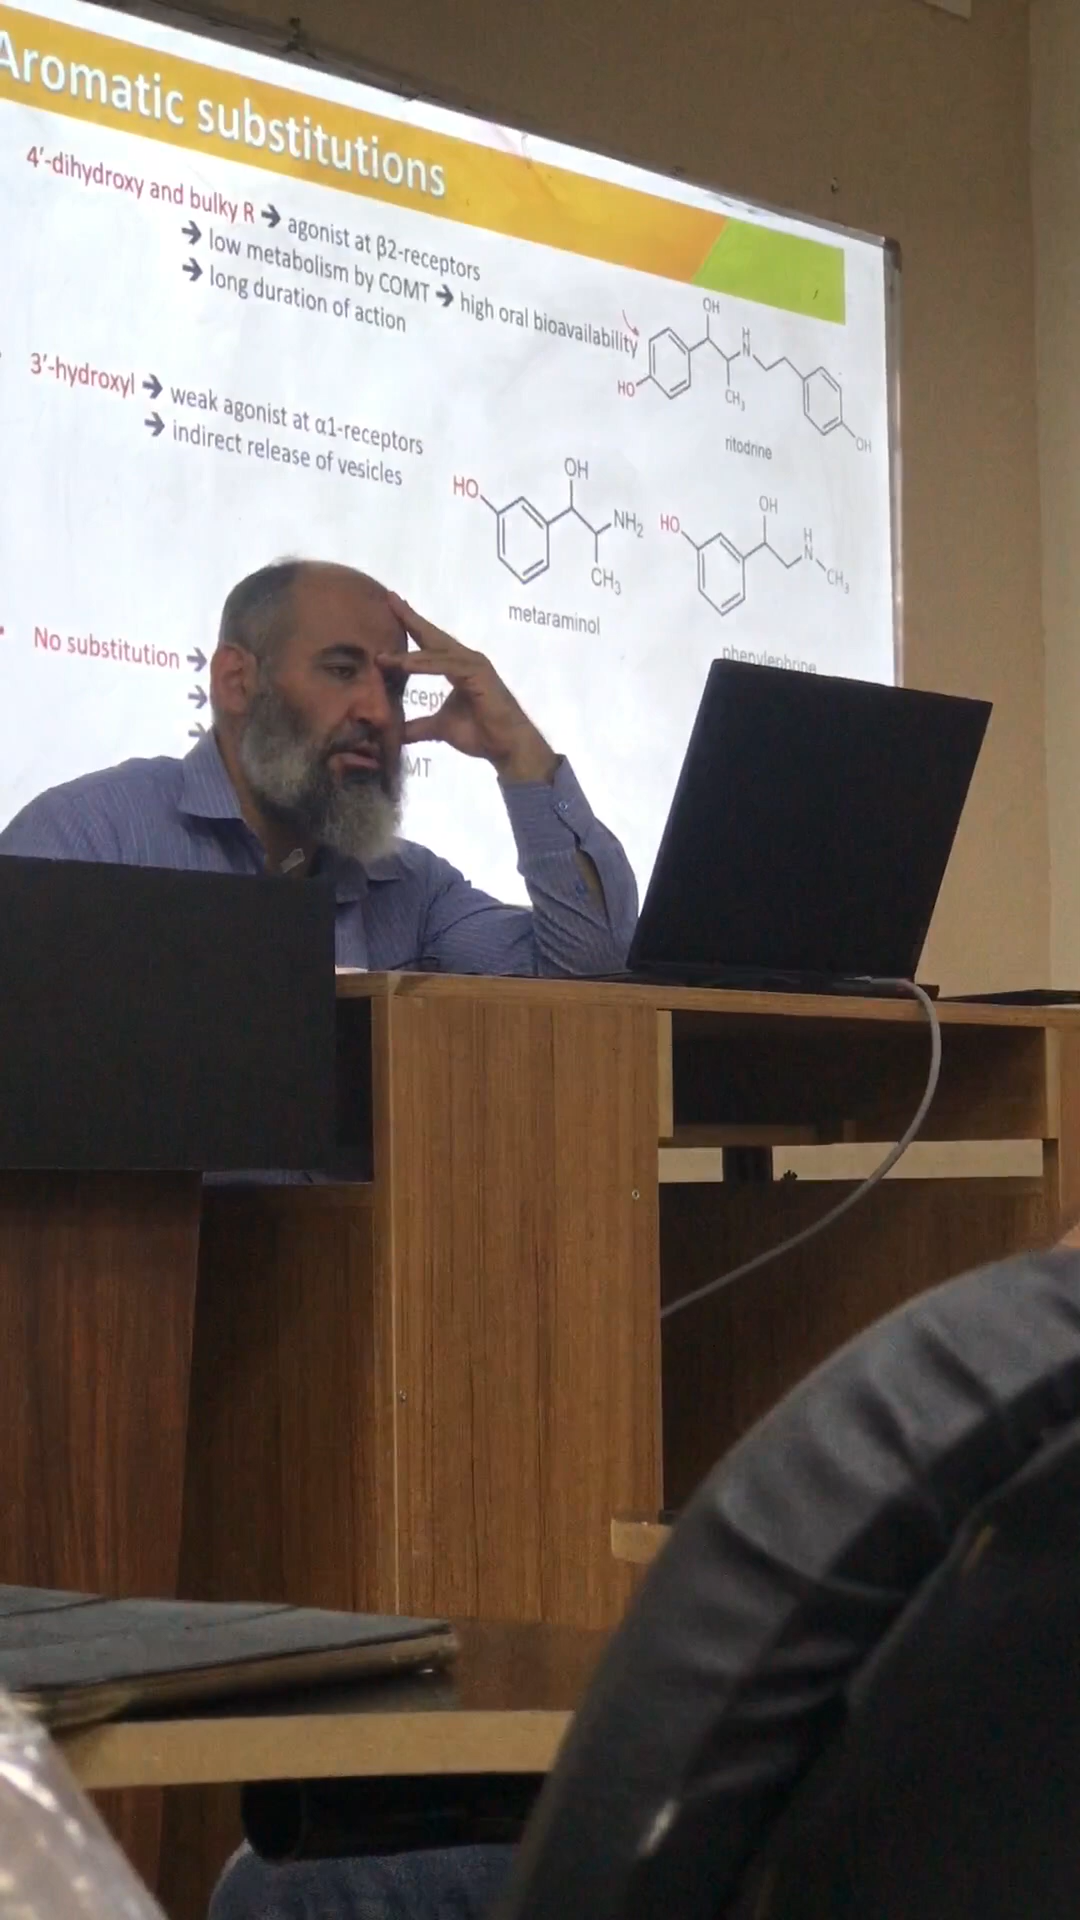 Aromatic substitutions
4'-dihydroxy and bulky R → agonist at β2-receptors
→ low metabolism by COMT → high oral bioavailability
→ long duration of action
OH
H
N
HO
CH3
OH
ritodrine
3'-hydroxyl → weak agonist at α1-receptors
→ indirect release of vesicles
HO
OH
NH2
CH3
metaraminol
HO
OH
H
N
CH3
phenylephrine
No substitution →
→
→
MT